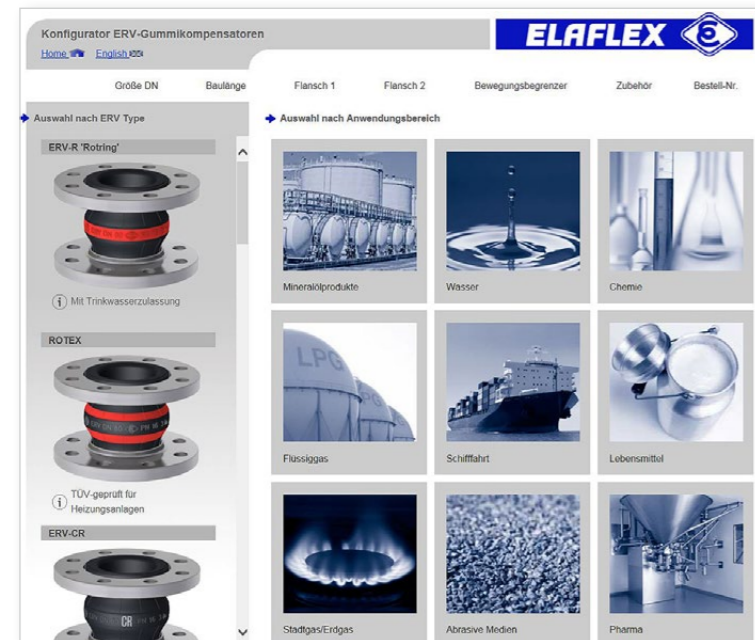 Konfigurator ERV-Gummikompensatoren
ELAFLEX
Home English
Größe DN Baulänge Flansch 1 Flansch 2 Bewegungsbegrenzer Zubehör Bestell-Nr.
Auswahl nach ERV Type
Auswahl nach Anwendungsbereich
ERV-R 'Rotring'
Mit Trinkwasserzulassung
ROTEX
TÜV-geprüft für
Heizungsanlagen
ERV-CR
CR
Mineralölprodukte
Wasser
Chemie
LPG
Flüssiggas
Schifffahrt
Lebensmittel
Stadtgas/Erdgas
Abrasive Medien
Pharma